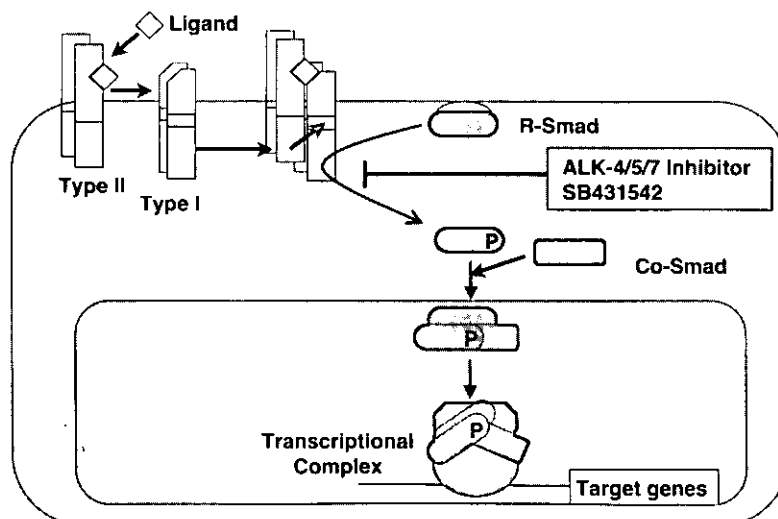 Ligand
Type II
Type I
R-Smad
ALK-4/5/7 Inhibitor
SB431542
P
Co-Smad
P
P
Transcriptional
Complex
Target genes